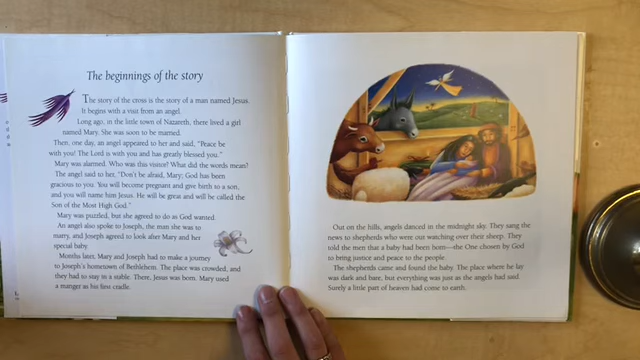 The beginnings of the story
The story of the cross is the story of a man named Jesus.
It begins with a visit from an angel.
Long ago, in the little town of Nazareth, there lived a girl
named Mary. She was soon to be married.
Then, one day, an angel appeared to her and said, "Peace be
with you! The Lord is with you and has greatly blessed you."
Mary was alarmed. Who was this visitor? What did the words mean?
The angel said to her, "Don't be afraid, Mary; God has been
gracious to you. You will become pregnant and give birth to a son,
and you will name him Jesus. He will be great and will be called the
Son of the Most High God."
Mary was puzzled, but she agreed to do as God wanted.
An angel also spoke to Joseph, the man she was to
marry, and Joseph agreed to look after Mary and her
special baby.
Months later, Mary and Joseph had to make a journey
to Joseph's hometown of Bethlehem. The place was crowded, and
they had to stay in a stable. There, Jesus was born. Mary used
a manger as his first cradle.
Out on the hills, angels danced in the midnight sky. They sang the
news to shepherds who were out watching over their sheep. They
told the men that a baby had been born—the One chosen by God
to bring justice and peace to the people.
The shepherds came and found the baby. The place where he lay
was dark and bare, but everything was just as the angels had said.
Surely a little part of heaven had come to earth.